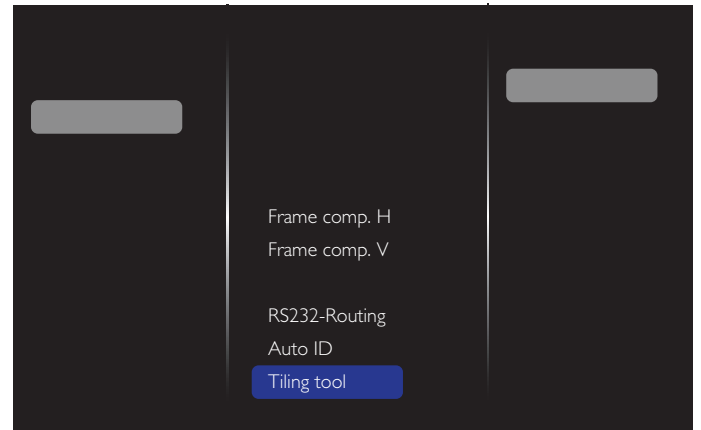 Frame comp. H
Frame comp. V
RS232-Routing
Auto ID
Tiling tool